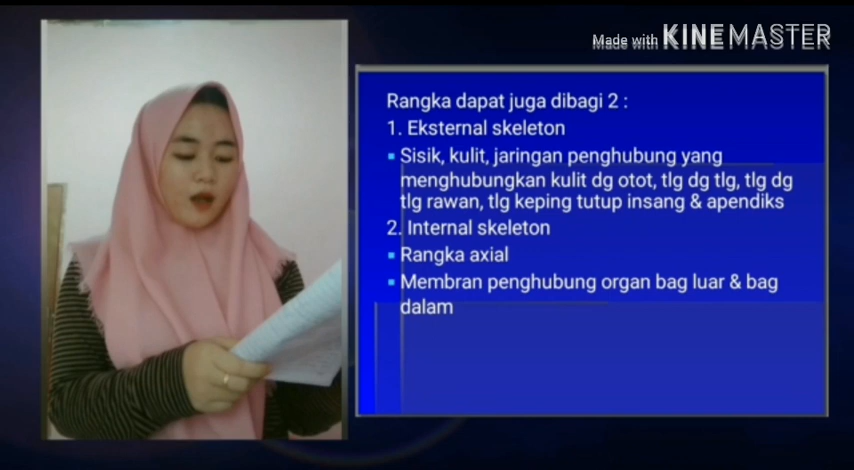 Made with KINEMASTER
Rangka dapat juga dibagi 2 :
1. Eksternal skeleton
▪ Sisik, kulit, jaringan penghubung yang
menghubungkan kulit dg otot, tlg dg tlg, tlg dg
tlg rawan, tlg keping tutup insang & apendiks
2. Internal skeleton
▪ Rangka axial
▪ Membran penghubung organ bag luar & bag
dalam